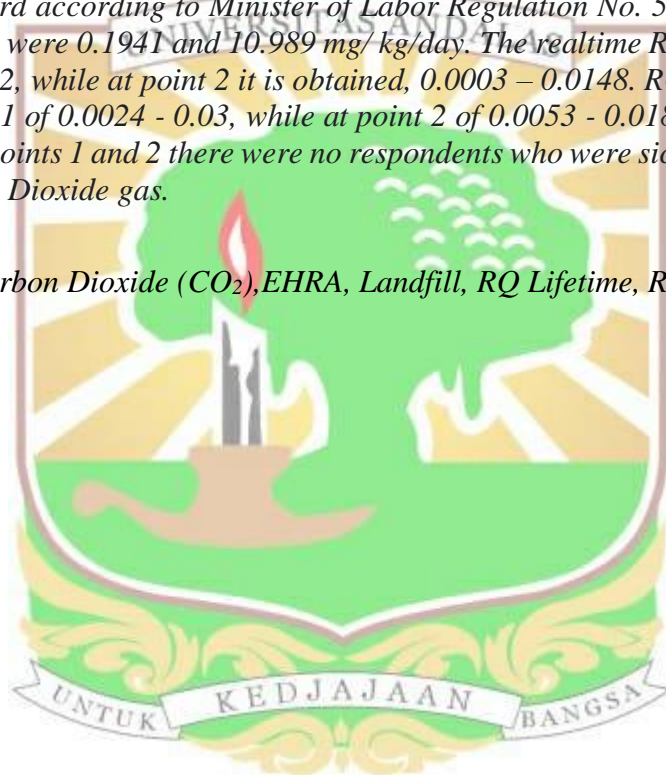 rd according to Minister of Labor Regulation No. 5
UNIVERSITAS ANDALAS
were 0.1941 and 10.989 mg/ kg/day. The realtime R
2, while at point 2 it is obtained, 0.0003 – 0.0148. R
1 of 0.0024 - 0.03, while at point 2 of 0.0053 - 0.018
oints 1 and 2 there were no respondents who were sic
Dioxide gas.
rbon Dioxide (CO₂),EHRA, Landfill, RQ Lifetime, R
UNTUK KEDJAJAAN BANGSA